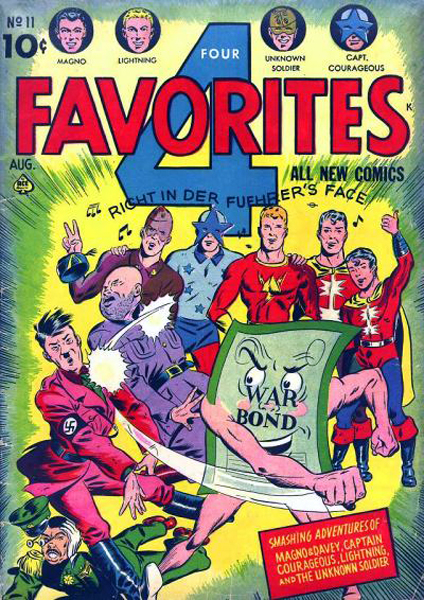 Nº 11
10¢
MAGNO
LIGHTNING
UNKNOWN
SOLDIER
CAPT.
COURAGEOUS
FOUR
4
FAVORITES
AUG.
ACE
ALL NEW COMICS
RIGHT IN DER FUEHRER'S FACE
WAR
BOND
SMASHING ADVENTURES OF-
MAGNO & DAVEY, CAPTAIN
COURAGEOUS, LIGHTNING,
AND THE UNKNOWN SOLDIER